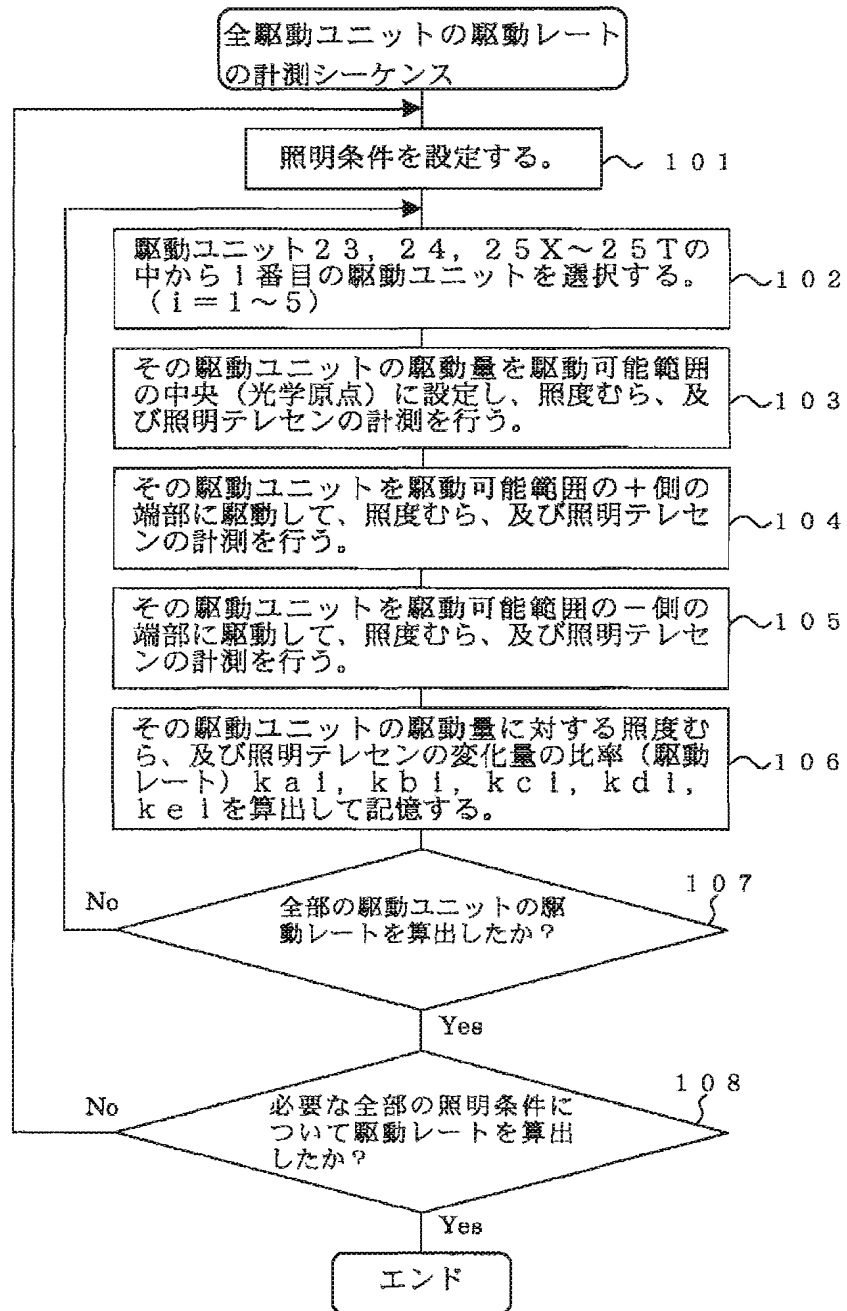 全駆動ユニットの駆動レート
の計測シーケンス
照明条件を設定する。
101
駆動ユニット23,24,25X~25Tの
中からi番目の駆動ユニットを選択する。
(i=1~5)
102
その駆動ユニットの駆動量を駆動可能範囲
の中央(光学原点)に設定し、照度むら、及
び照明テレセンの計測を行う。
103
その駆動ユニットを駆動可能範囲の+側の
端部に駆動して、照度むら、及び照明テレセ
ンの計測を行う。
104
その駆動ユニットを駆動可能範囲の-側の
端部に駆動して、照度むら、及び照明テレセ
ンの計測を行う。
105
その駆動ユニットの駆動量に対する照度む
ら、及び照明テレセンの変化量の比率(駆動
レート)kai,kbi,kci,kdi,
keiを算出して記憶する。
106
全部の駆動ユニットの駆
動レートを算出したか?
107
No
Yes
必要な全部の照明条件に
ついて駆動レートを算出
したか?
108
No
Yes
エンド